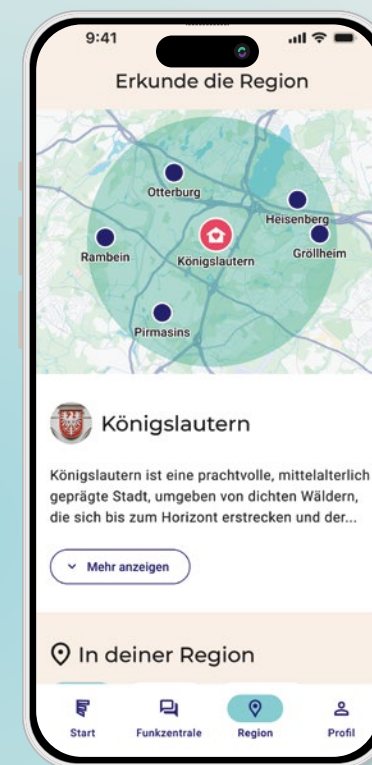 9:41
Erkunde die Region
Otterburg
Heisenberg
Rambein
Königslautern
Gröllheim
Pirmasins
Königslautern
Königslautern ist eine prachtvolle, mittelalterlich
geprägte Stadt, umgeben von dichten Wäldern,
die sich bis zum Horizont erstrecken und der...
Mehr anzeigen
In deiner Region
Start Funkzentrale Region Profil